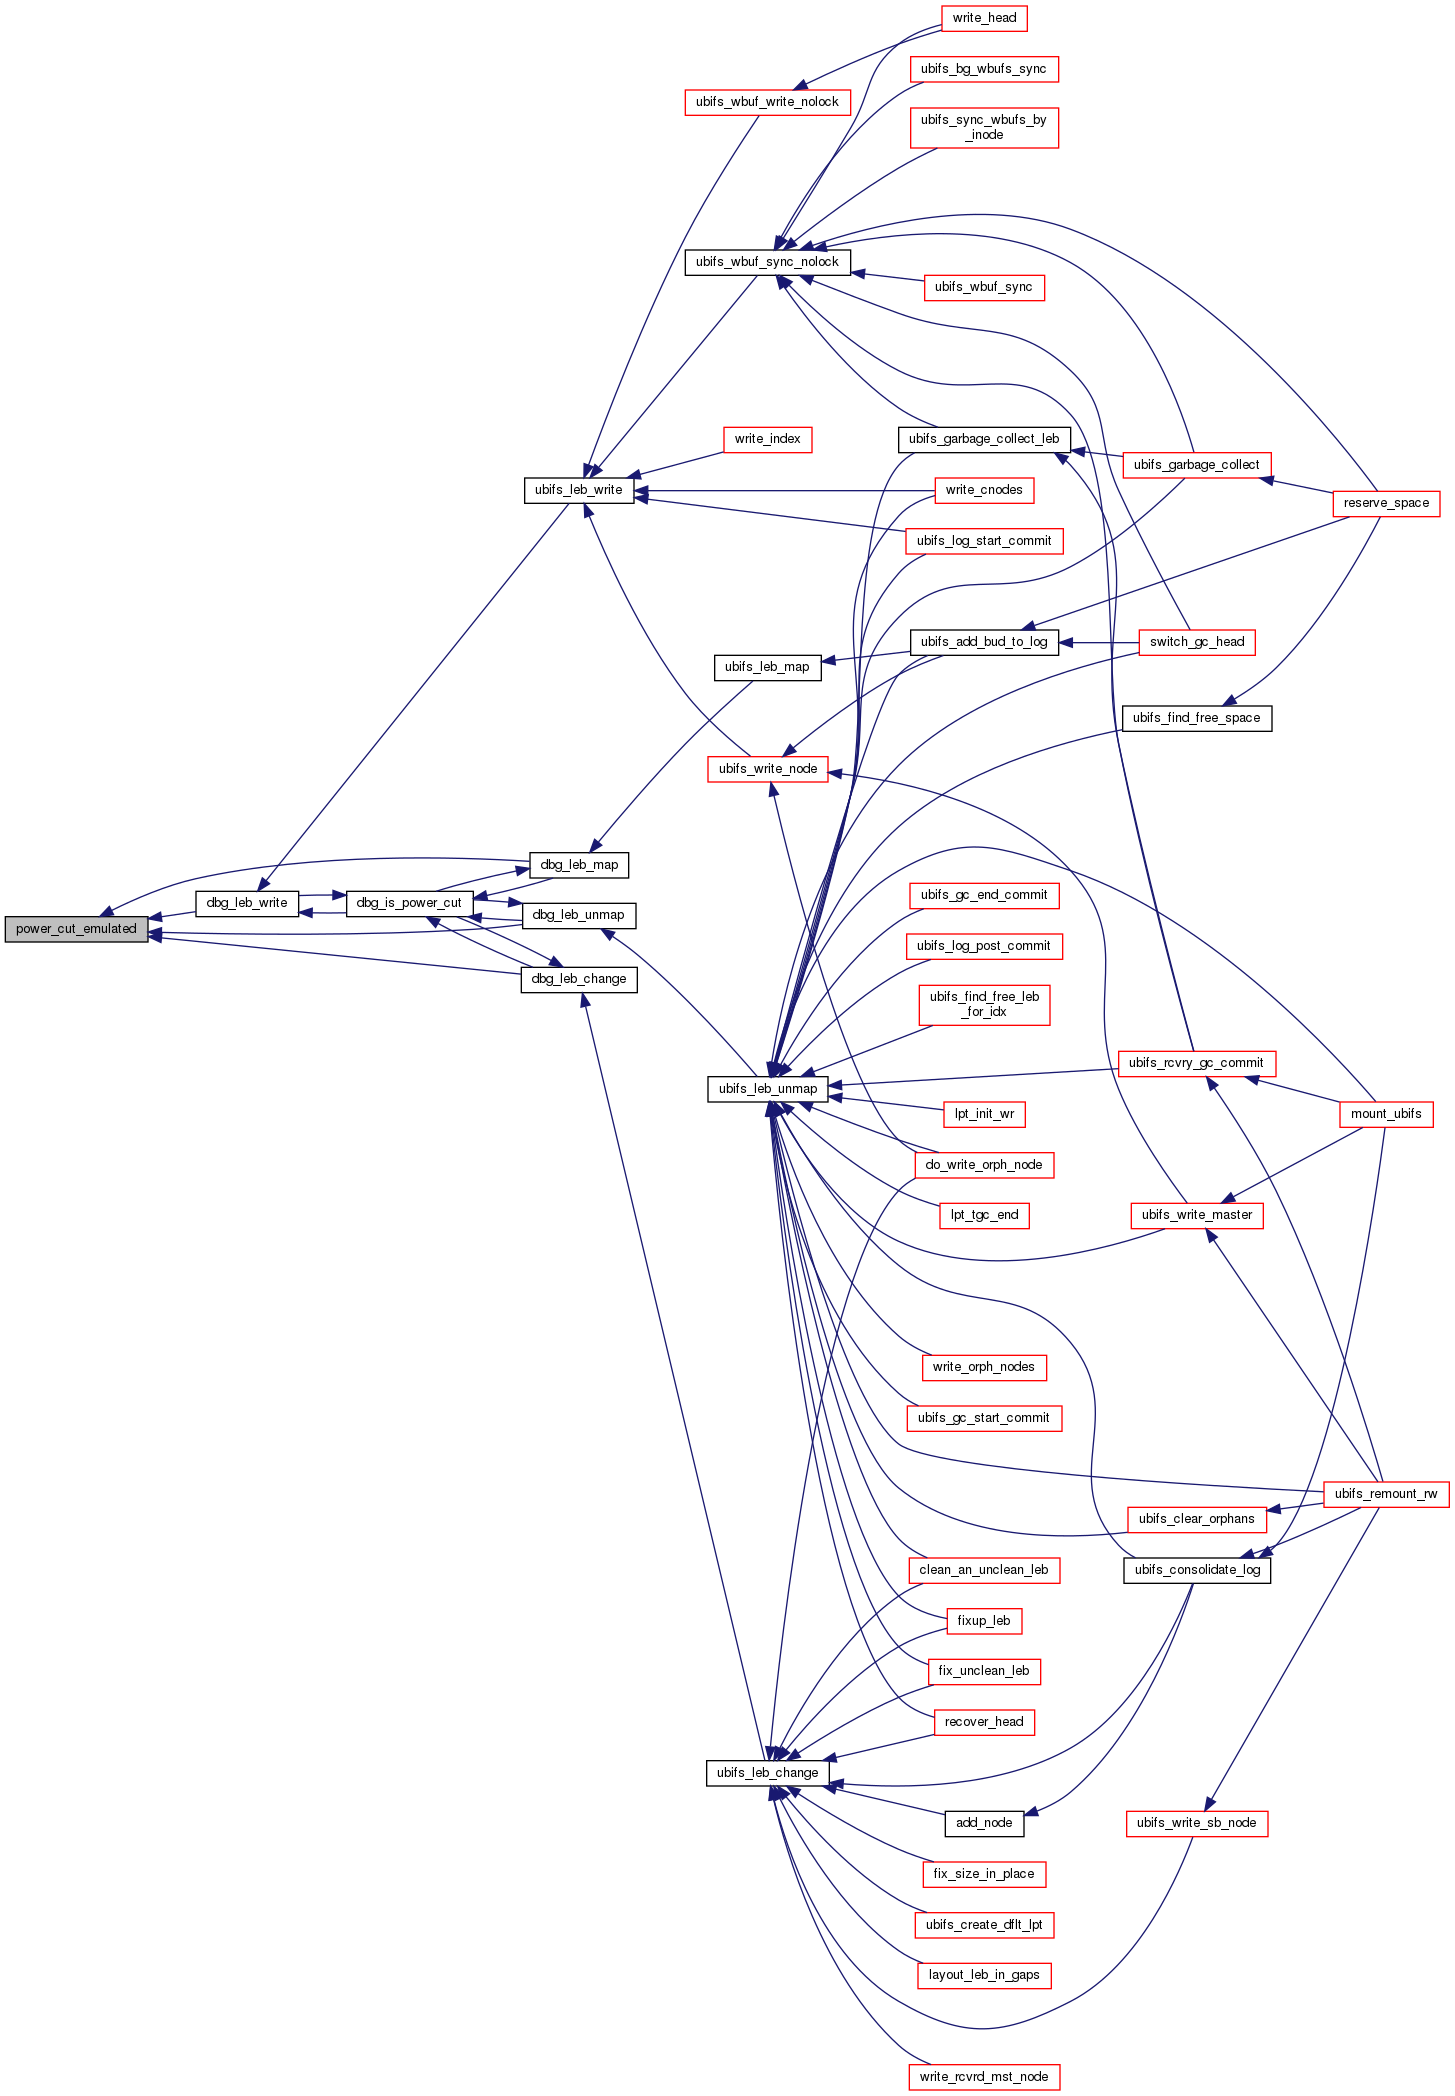 write_head
ubifs_bg_wbufs_sync
ubifs_wbuf_write_nolock
ubifs_sync_wbufs_by
_inode
ubifs_wbuf_sync_nolock
ubifs_wbuf_sync
write_index
ubifs_garbage_collect_leb
ubifs_garbage_collect
ubifs_leb_write
write_cnodes
reserve_space
ubifs_log_start_commit
ubifs_add_bud_to_log
switch_gc_head
ubifs_leb_map
ubifs_find_free_space
ubifs_write_node
dbg_leb_map
dbg_leb_write
dbg_is_power_cut
ubifs_gc_end_commit
dbg_leb_unmap
power_cut_emulated
ubifs_log_post_commit
dbg_leb_change
ubifs_find_free_leb
_for_idx
ubifs_rcvry_gc_commit
ubifs_leb_unmap
lpt_init_wr
mount_ubifs
do_write_orph_node
lpt_tgc_end
ubifs_write_master
write_orph_nodes
ubifs_gc_start_commit
ubifs_remount_rw
ubifs_clear_orphans
clean_an_unclean_leb
ubifs_consolidate_log
fixup_leb
fix_unclean_leb
recover_head
ubifs_leb_change
add_node
ubifs_write_sb_node
fix_size_in_place
ubifs_create_dflt_lpt
layout_leb_in_gaps
write_rcvrd_mst_node